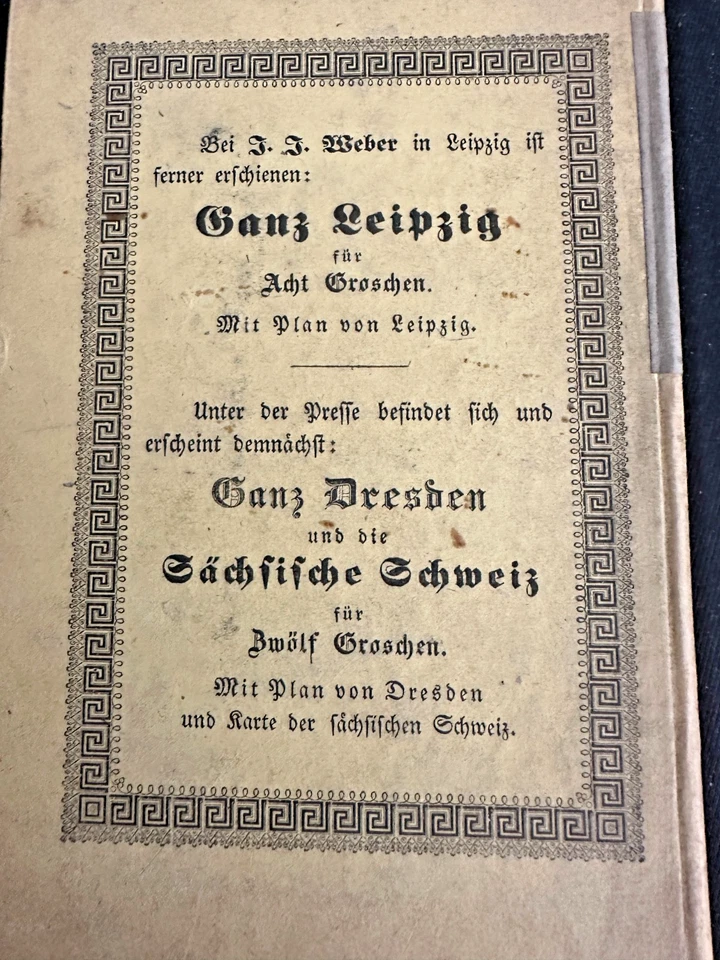 Bei J. J. Weber in Leipzig ist
ferner erschienen:
Ganz Leipzig
für
Acht Groschen.
Mit Plan von Leipzig.
Unter der Presse befindet sich und
erscheint demnächst:
Ganz Dresden
und die
Sächsische Schweiz
für
Zwölf Groschen.
Mit Plan von Dresden
und Karte der sächsischen Schweiz.